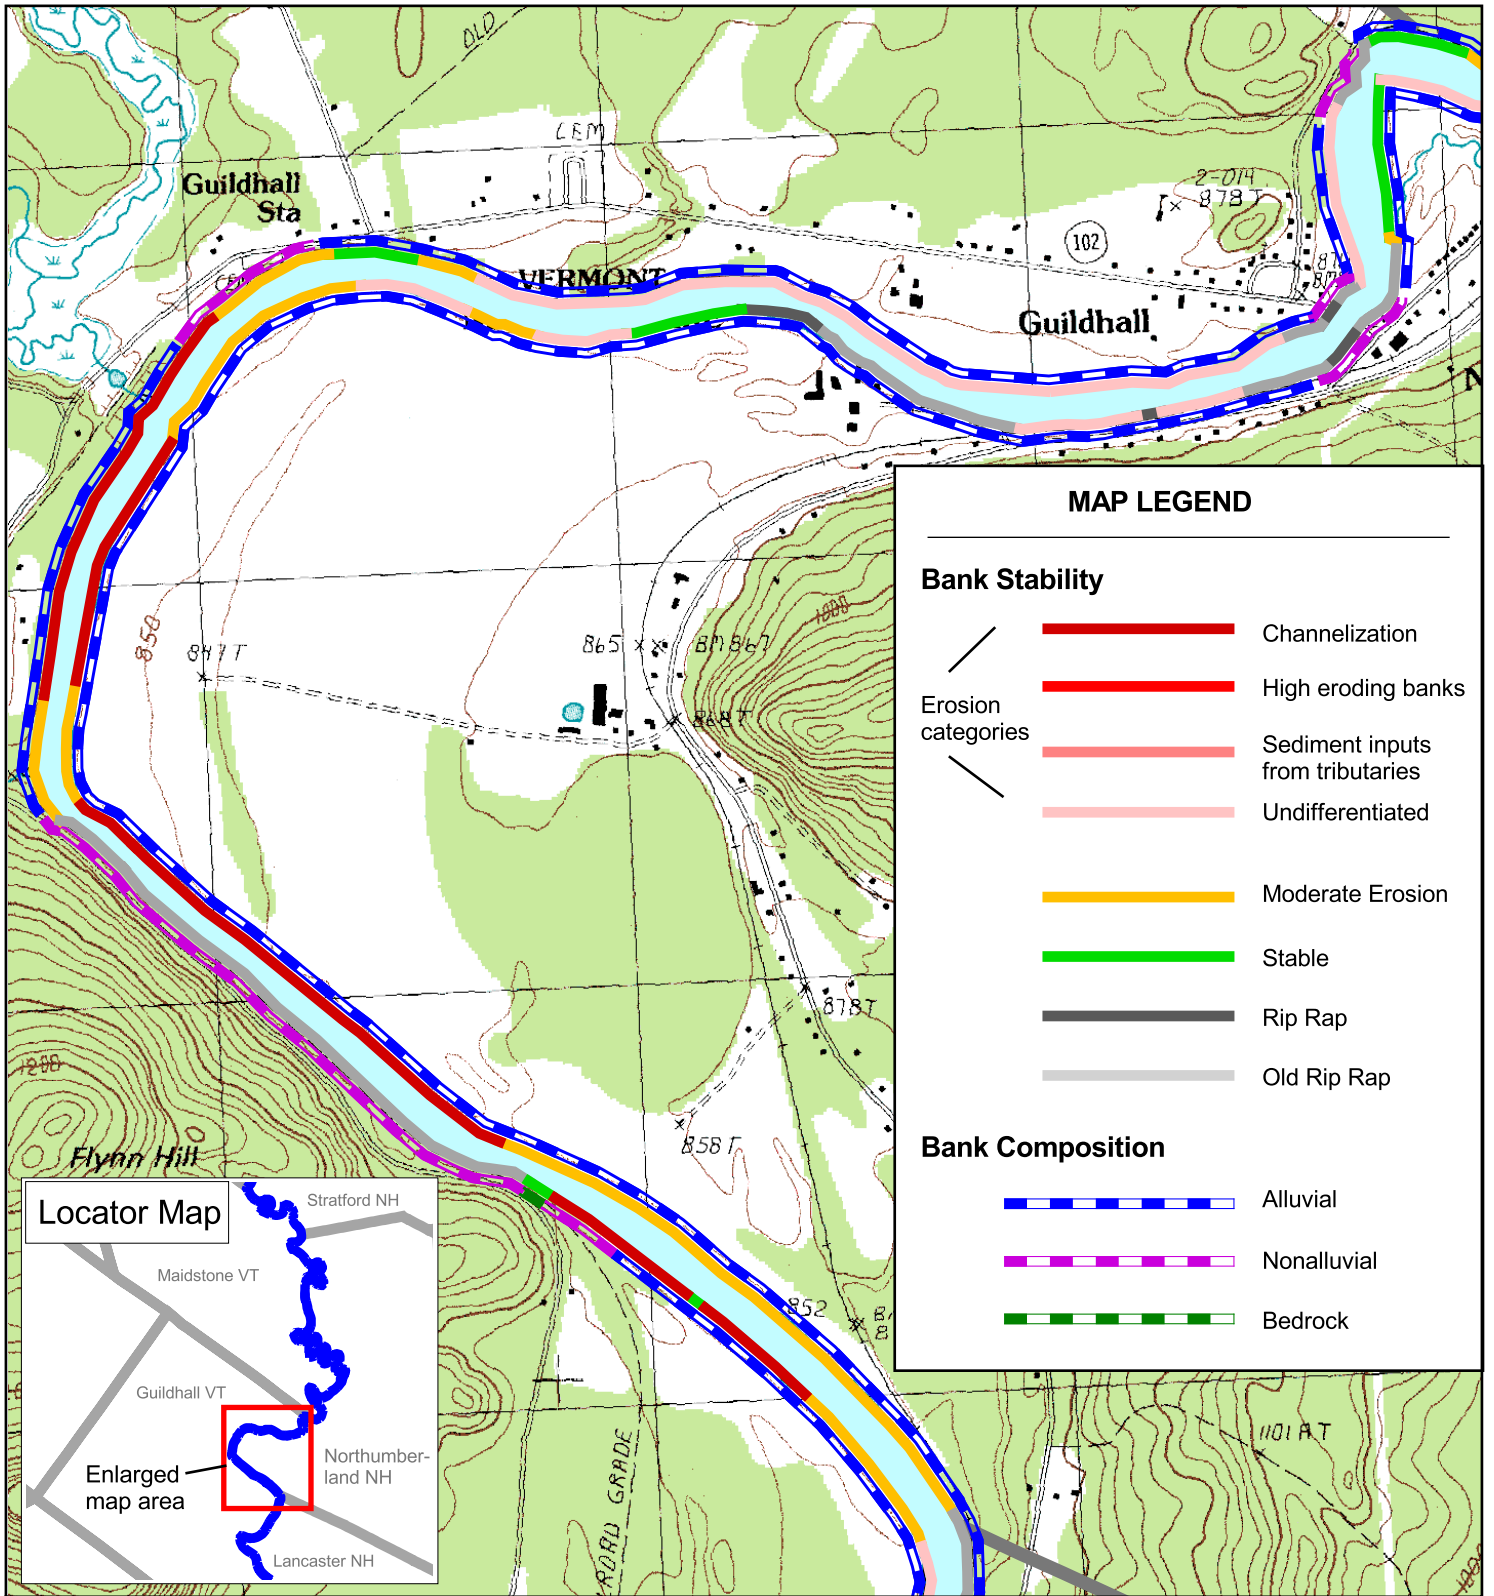 OLD
CEM
Guildhall
Sta
2-014
878 T
102
VERMONT
Guildhall
N
850
847 T
865
BM 867
1000
868 T
878 T
858 T
1200
Flynn Hill
852
1101 A T
ROAD GRADE
MAP LEGEND
Bank Stability
Channelization
High eroding banks
Erosion
categories
Sediment inputs
from tributaries
Undifferentiated
Moderate Erosion
Stable
Rip Rap
Old Rip Rap
Bank Composition
Alluvial
Nonalluvial
Bedrock
Locator Map
Stratford NH
Maidstone VT
Guildhall VT
Northumber-
land NH
Enlarged
map area
Lancaster NH